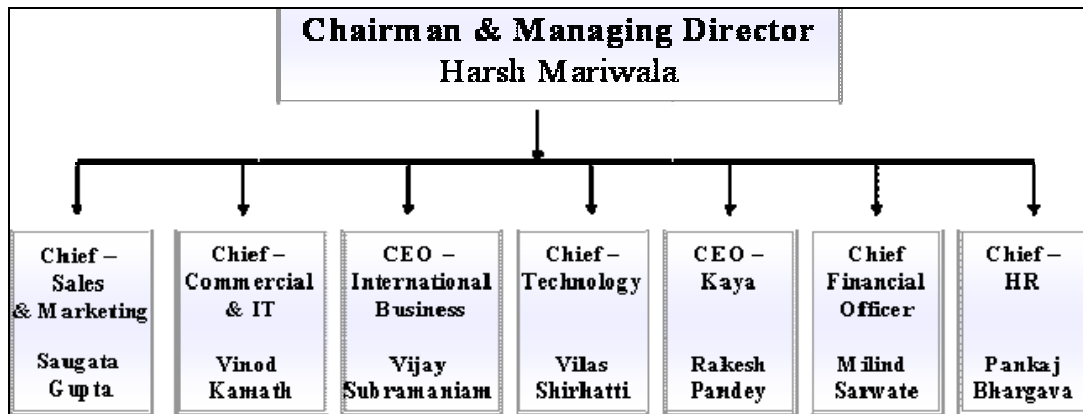 Chairman & Managing Director
Harsh Mariwala
Chief –
Sales
& Marketing
Saugata
Gupta
Chief –
Commercial
& IT
Vinod
Kamath
CEO –
International
Business
Vijay
Subramaniam
Chief–
Technology
Vilas
Shirhatti
CEO –
Kaya
Rakesh
Pandey
Chief
Financial
Officer
Milind
Sarwate
Chief–
HR
Pankaj
Bhargava